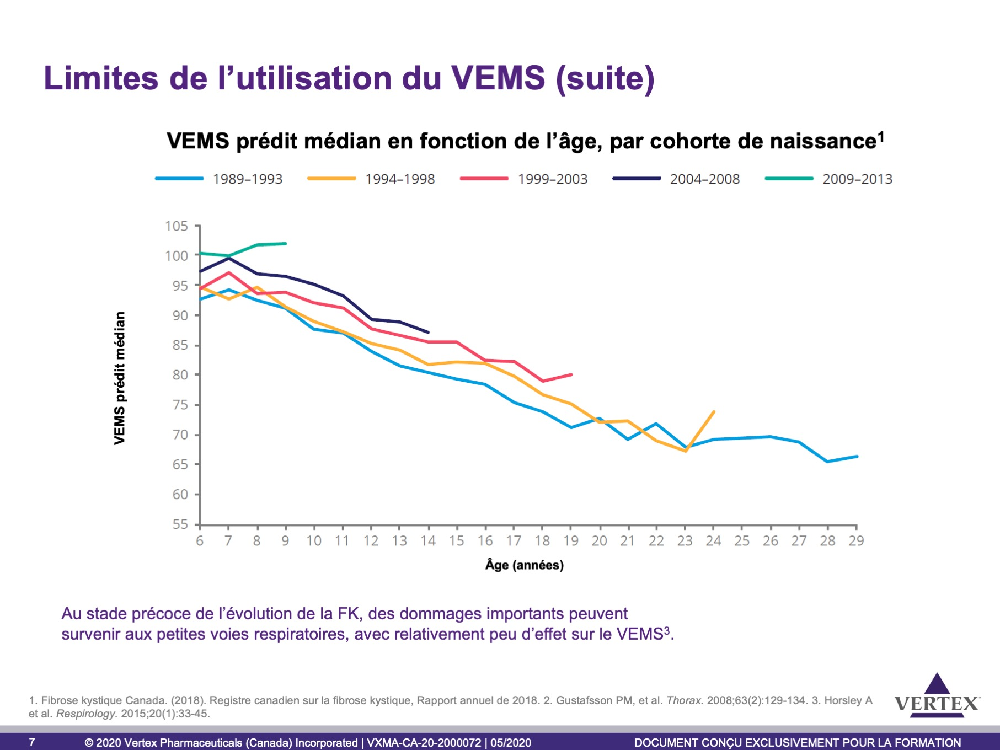 Limites de l’utilisation du VEMS (suite)
VEMS prédit médian en fonction de l’âge, par cohorte de naissance¹
1989–1993 1994–1998 1999–2003 2004–2008 2009–2013
105
100
95
90
85
80
75
70
65
60
55
VEMS prédit médian
6 7 8 9 10 11 12 13 14 15 16 17 18 19 20 21 22 23 24 25 26 27 28 29
Âge (années)
Au stade précoce de l’évolution de la FK, des dommages importants peuvent
survenir aux petites voies respiratoires, avec relativement peu d’effet sur le VEMS³.
1. Fibrose kystique Canada. (2018). Registre canadien sur la fibrose kystique, Rapport annuel de 2018. 2. Gustafsson PM, et al. Thorax. 2008;63(2):129-134. 3. Horsley A
et al. Respirology. 2015;20(1):33-45.
VERTEX
7 © 2020 Vertex Pharmaceuticals (Canada) Incorporated | VXMA-CA-20-2000072 | 05/2020 DOCUMENT CONÇU EXCLUSIVEMENT POUR LA FORMATION